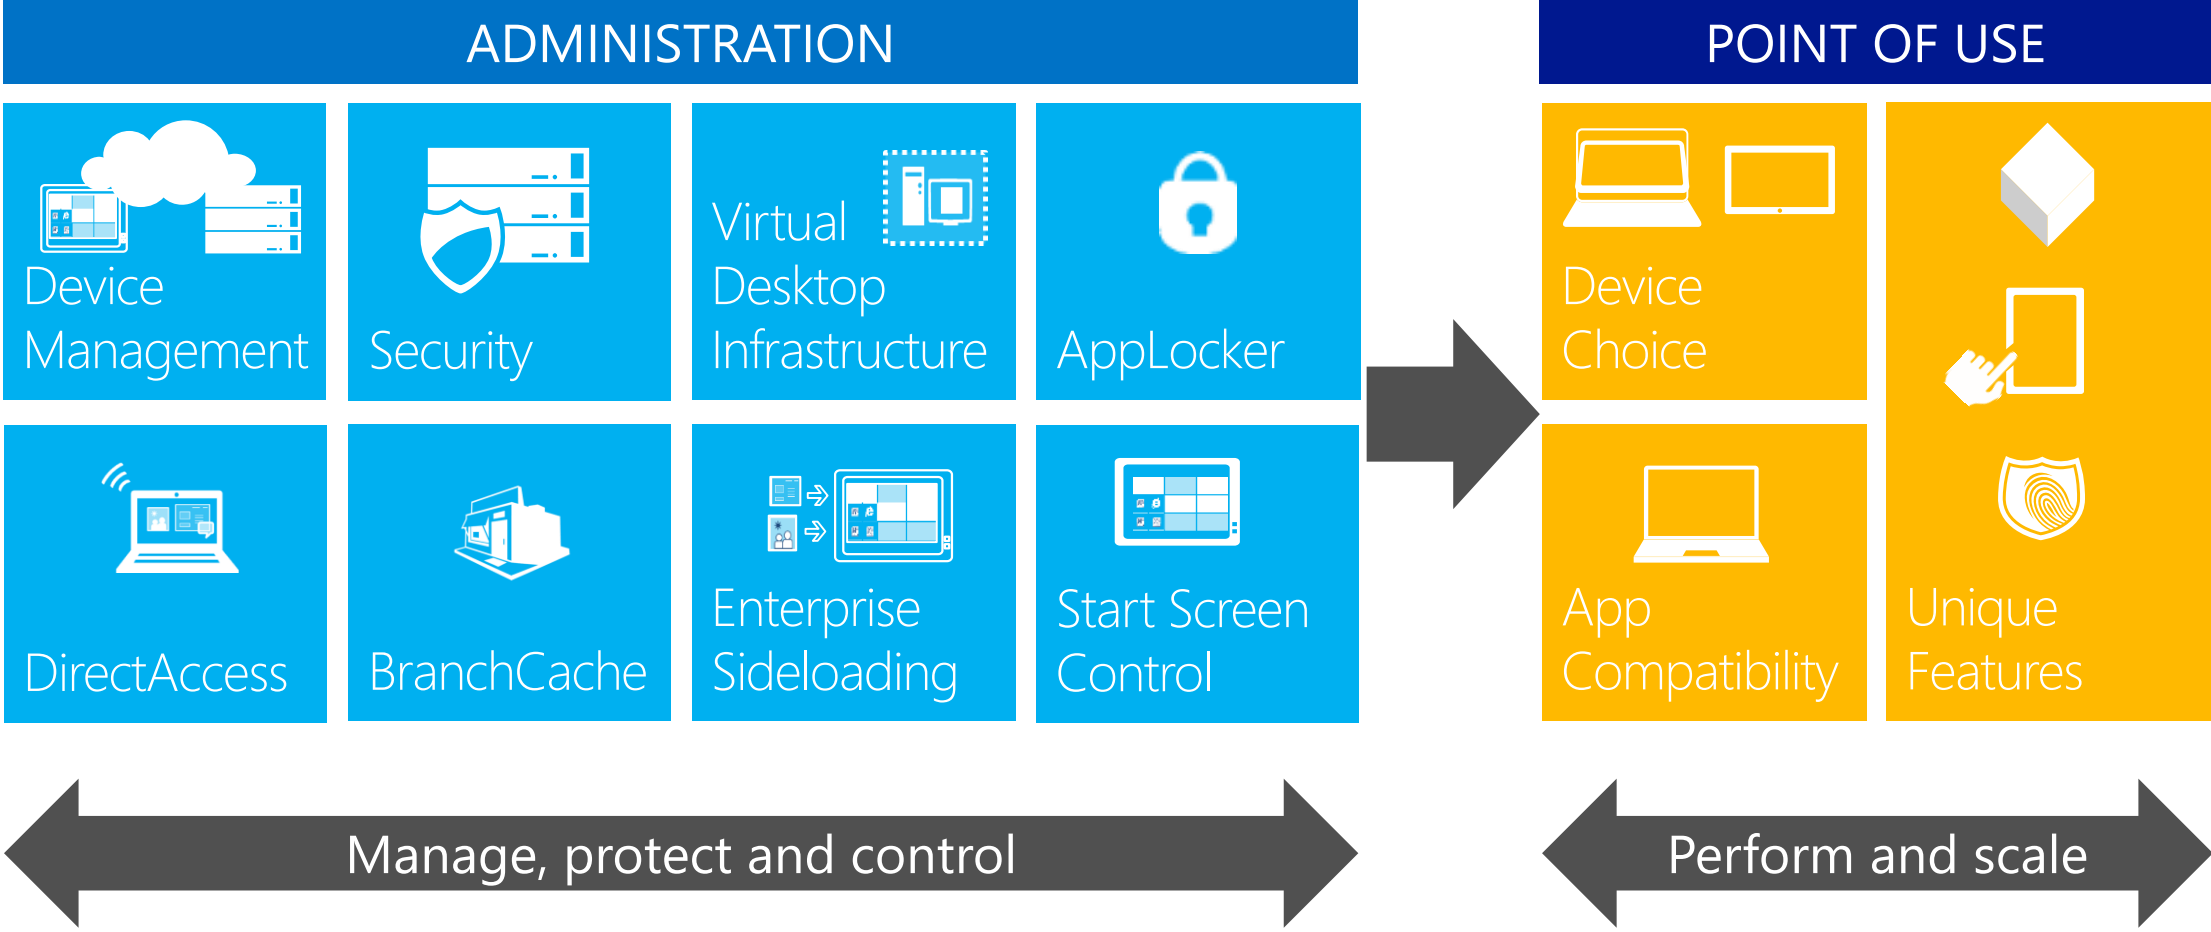 ADMINISTRATION
POINT OF USE
Device
Management
Security
Virtual
Desktop
Infrastructure
AppLocker
Device
Choice
DirectAccess
BranchCache
Enterprise
Sideloading
Start Screen
Control
App
Compatibility
Unique
Features
Manage, protect and control
Perform and scale